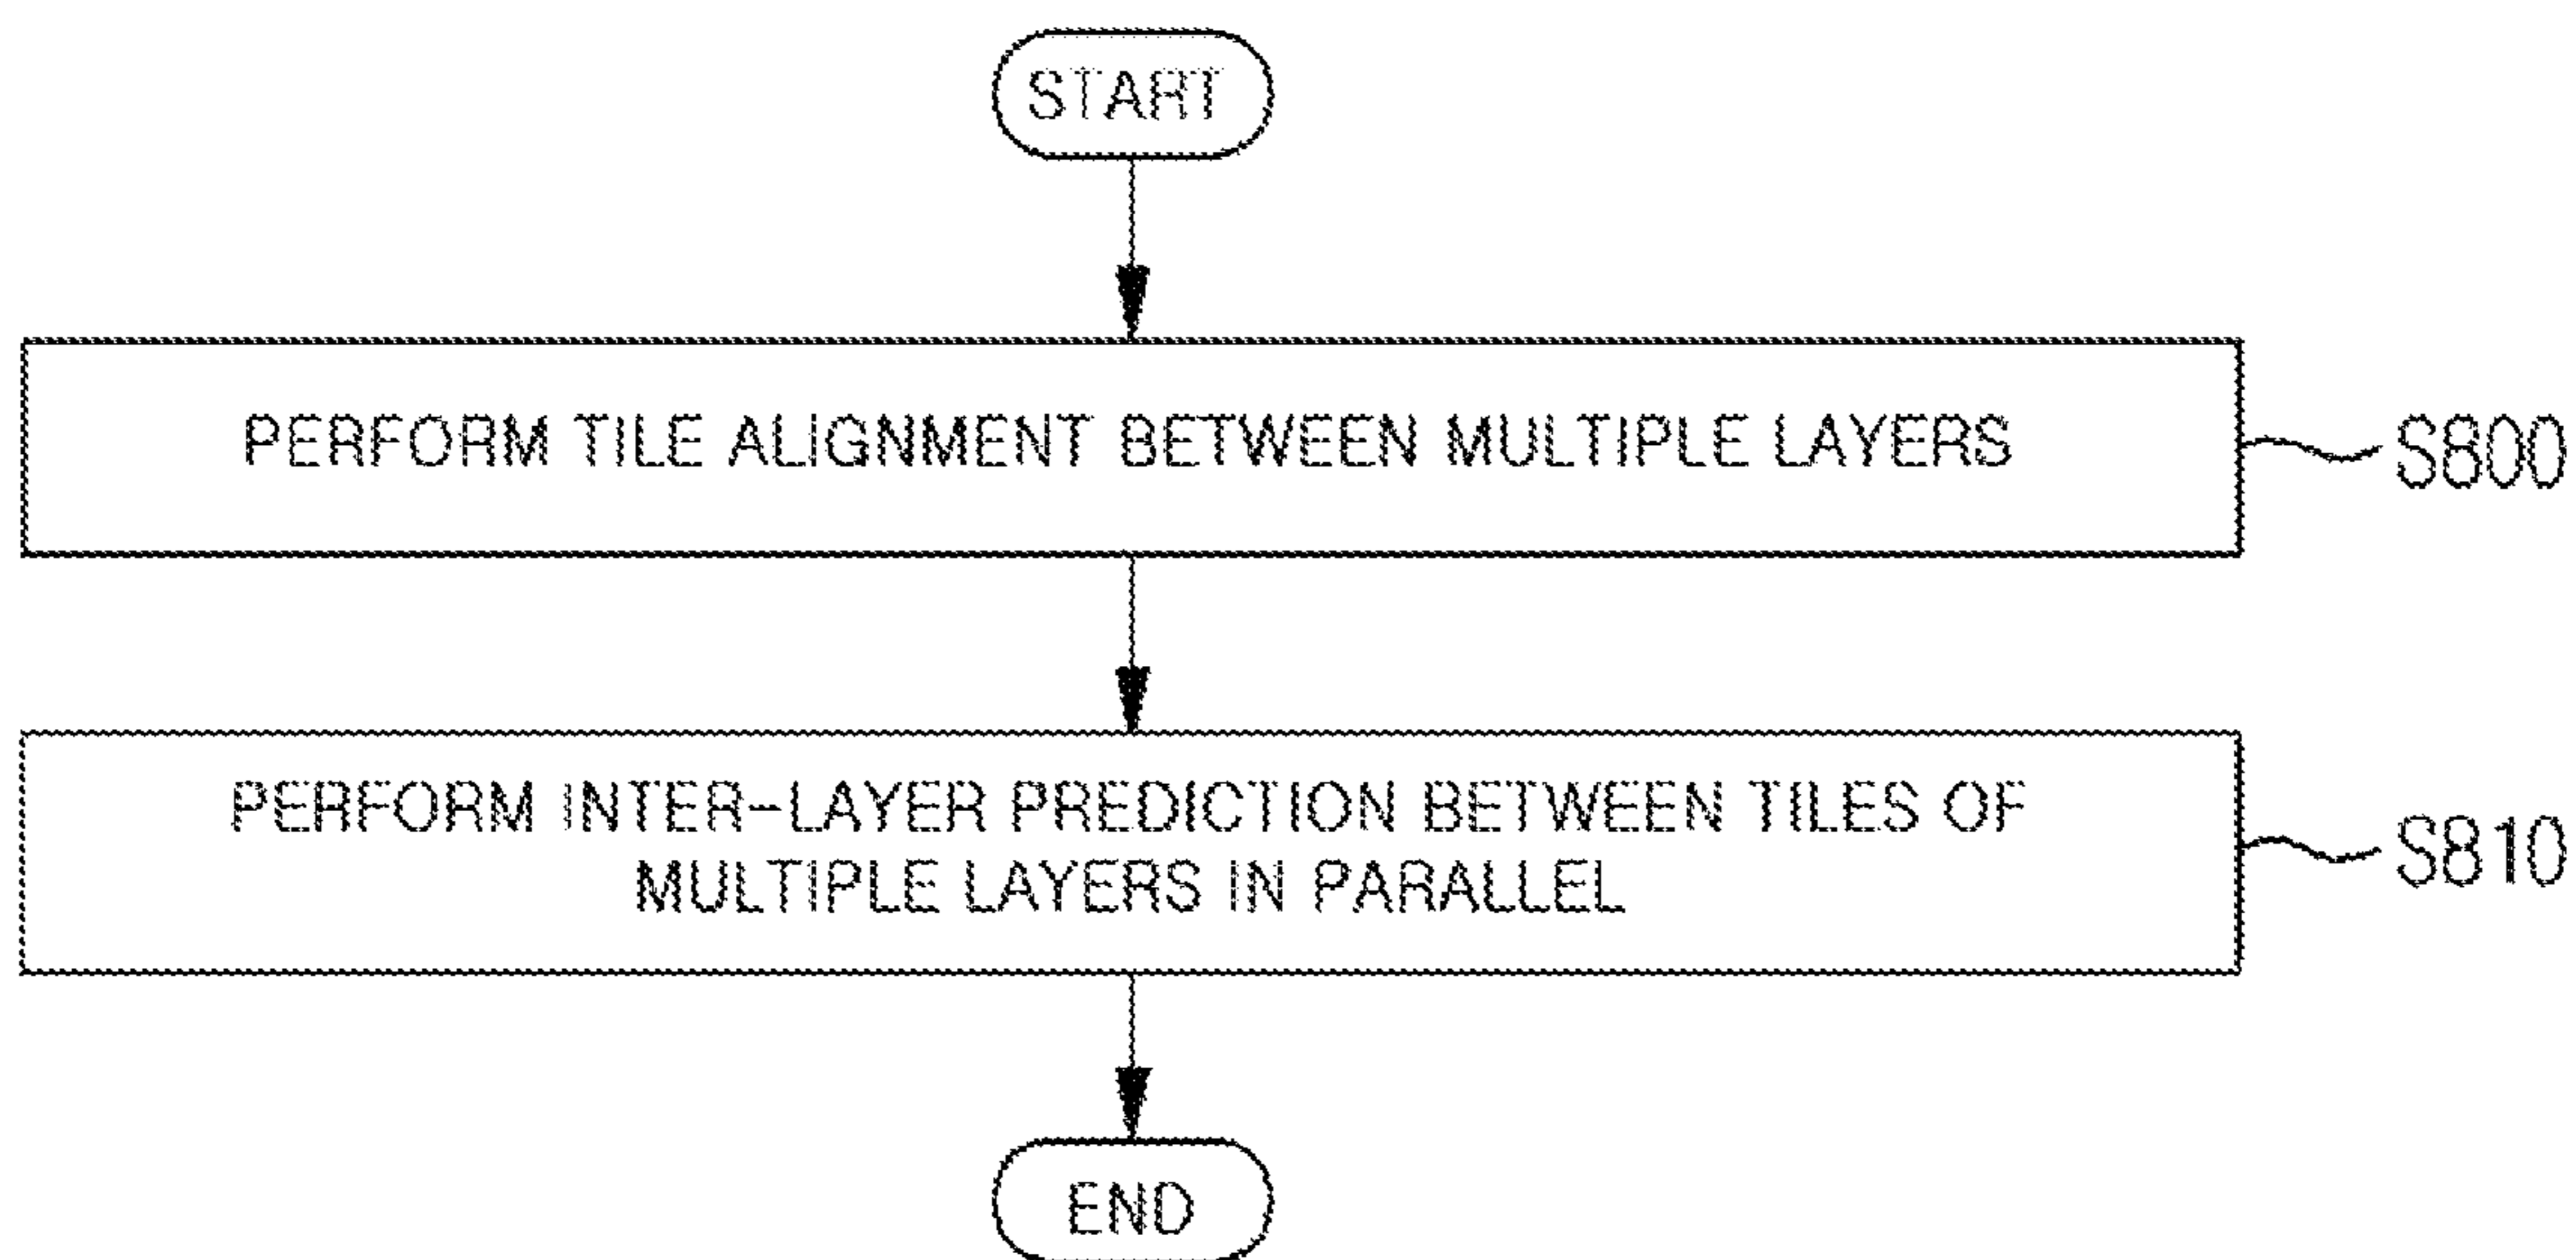 START
PERFORM TILE ALIGNMENT BETWEEN MULTIPLE LAYERS
S800
PERFORM INTER-LAYER PREDICTION BETWEEN TILES OF
MULTIPLE LAYERS IN PARALLEL
S810
END